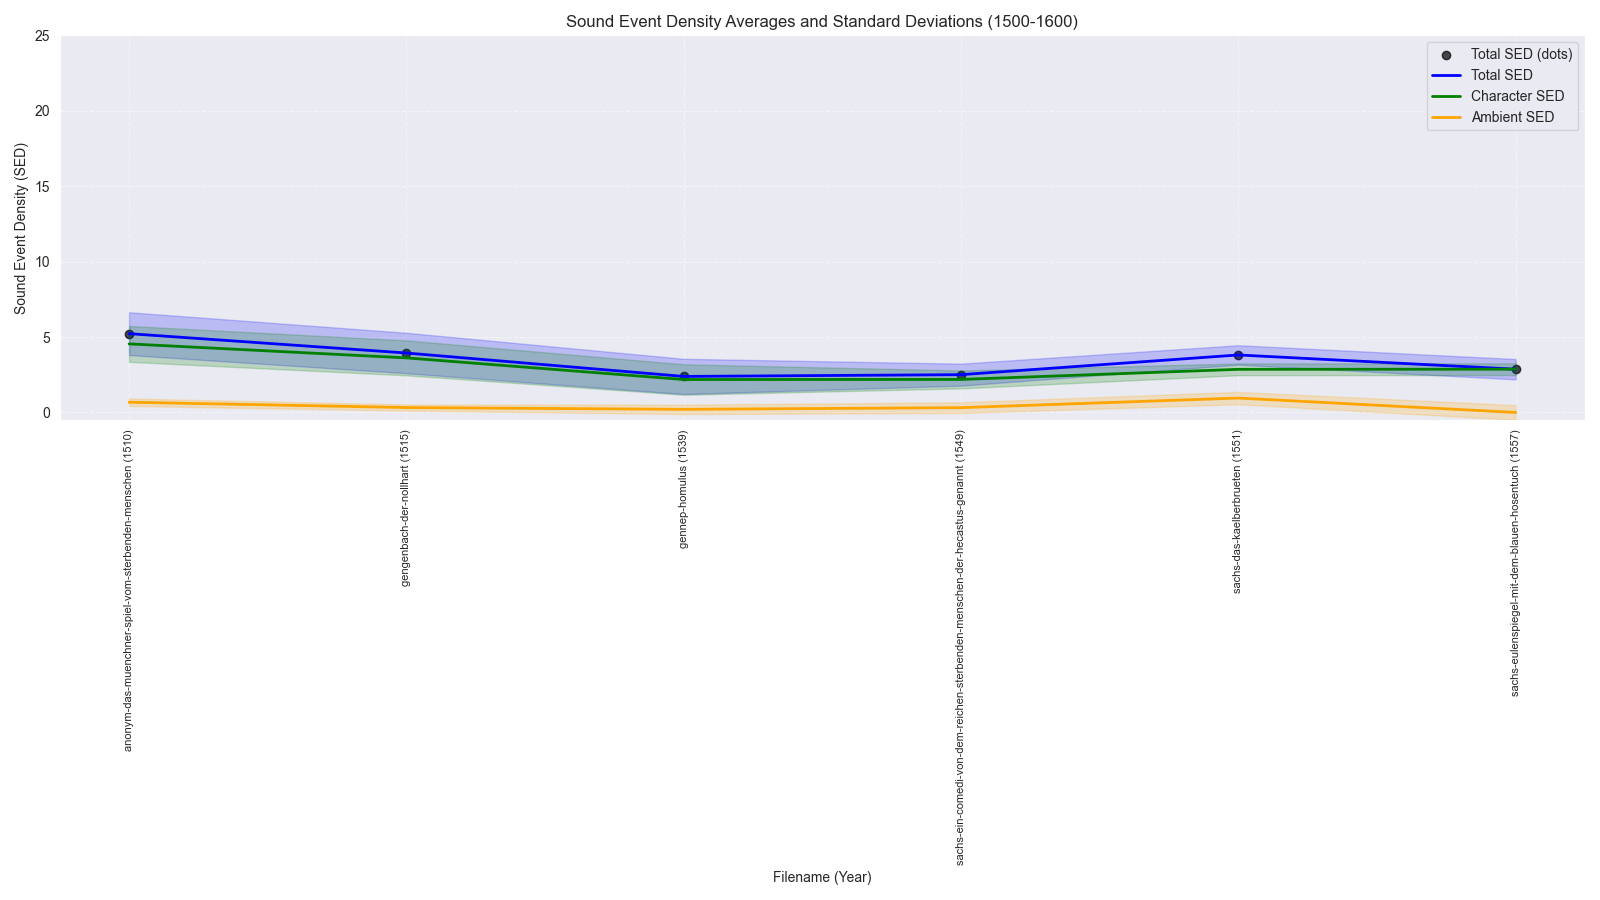 Sound Event Density Averages and Standard Deviations (1500-1600)
Total SED (dots)
Total SED
Character SED
Ambient SED
Sound Event Density (SED)
25
20
15
10
5
0
anonym-das-muenchner-spiel-vom-sterbenden-menschen (1510)
gengenbach-der-nollhart (1515)
gennep-homulus (1539)
sachs-ein-comedi-von-dem-reichen-sterbenden-menschen-der-hecastus-genannt (1549)
sachs-das-kaelberbrueten (1551)
sachs-eulenspiegel-mit-dem-blauen-hosentuch (1557)
Filename (Year)